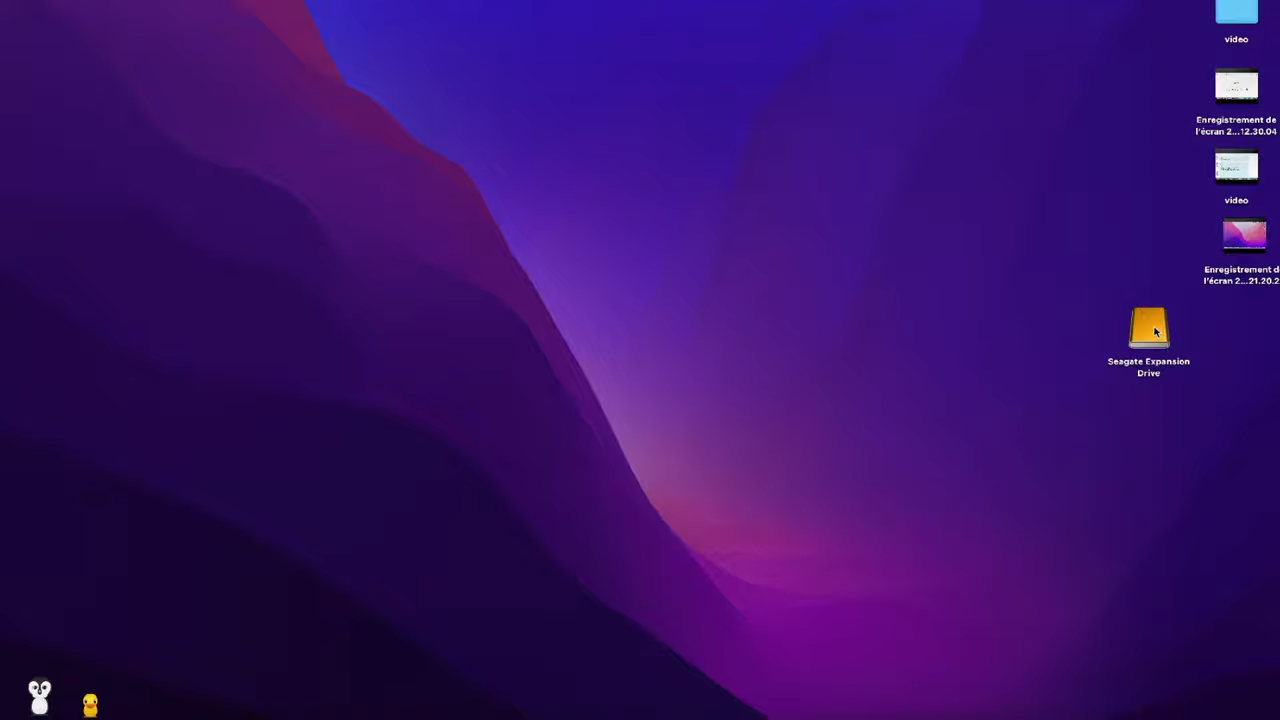 video
Enregistrement de
l'écran 2...12.30.04
video
Enregistrement d
l'écran 2...21.20.2
Seagate Expansion
Drive